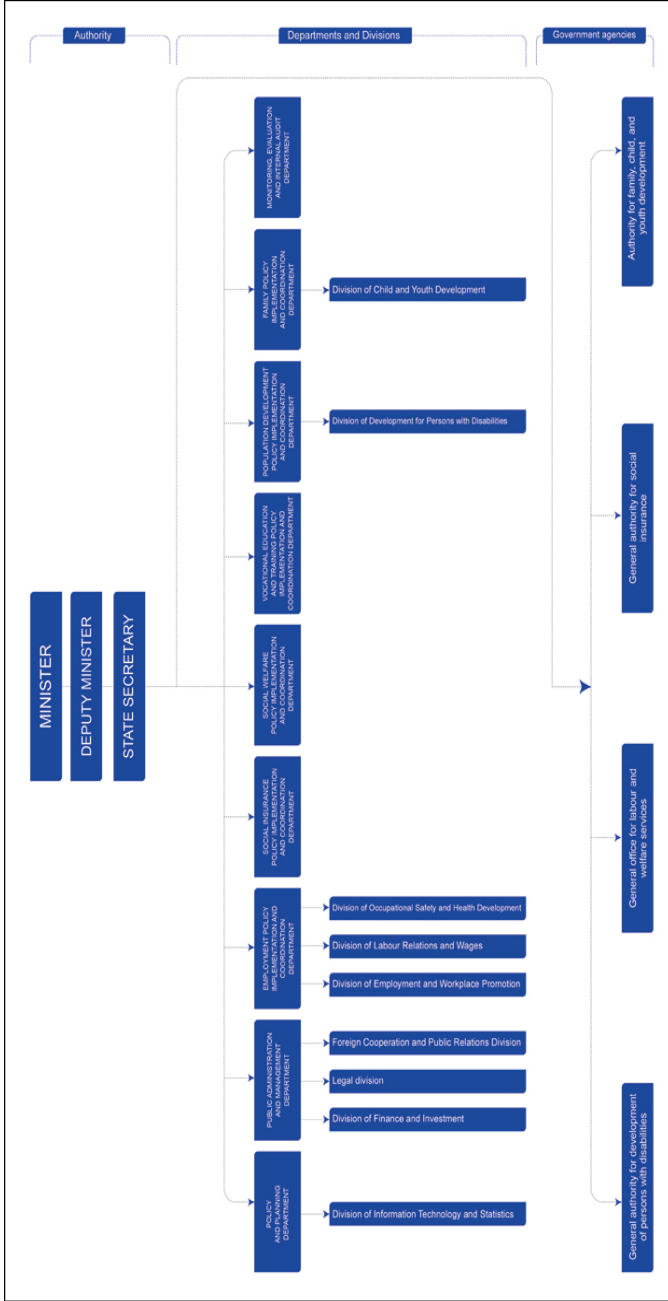 Authority
Departments and Divisions
Government agencies
MINISTER
DEPUTY MINISTER
STATE SECRETARY
MONITORING, EVALUATION
AND INTERNAL AUDIT
DEPARTMENT
FAMILY POLICY
IMPLEMENTATION
AND COORDINATION
DEPARTMENT
Division of Child and Youth Development
POPULATION DEVELOPMENT
POLICY IMPLEMENTATION
AND COORDINATION
DEPARTMENT
Division of Development for Persons with Disabilities
VOCATIONAL EDUCATION
AND TRAINING POLICY
IMPLEMENTATION AND
COORDINATION DEPARTMENT
SOCIAL WELFARE
POLICY IMPLEMENTATION
AND COORDINATION
DEPARTMENT
SOCIAL INSURANCE
POLICY IMPLEMENTATION
AND COORDINATION
DEPARTMENT
EMPLOYMENT POLICY
IMPLEMENTATION AND
COORDINATION
DEPARTMENT
Division of Occupational Safety and Health Development
Division of Labour Relations and Wages
Division of Employment and Workplace Promotion
PUBLIC ADMINISTRATION
AND MANAGEMENT
DEPARTMENT
Foreign Cooperation and Public Relations Division
Legal division
Division of Finance and Investment
POLICY
AND PLANNING
DEPARTMENT
Division of Information Technology and Statistics
Authority for family, child, and
youth development
General authority for social
insurance
General office for labour and
welfare services
General authority for development
of persons with disabilities